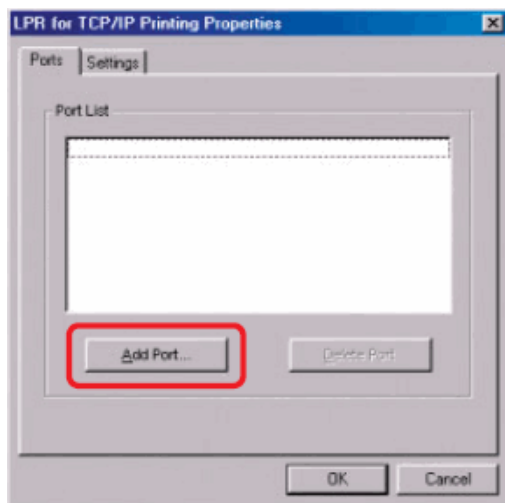 LPR for TCP/IP Printing Properties
Ports Settings
Port List
Add Port... Delete Port
OK Cancel